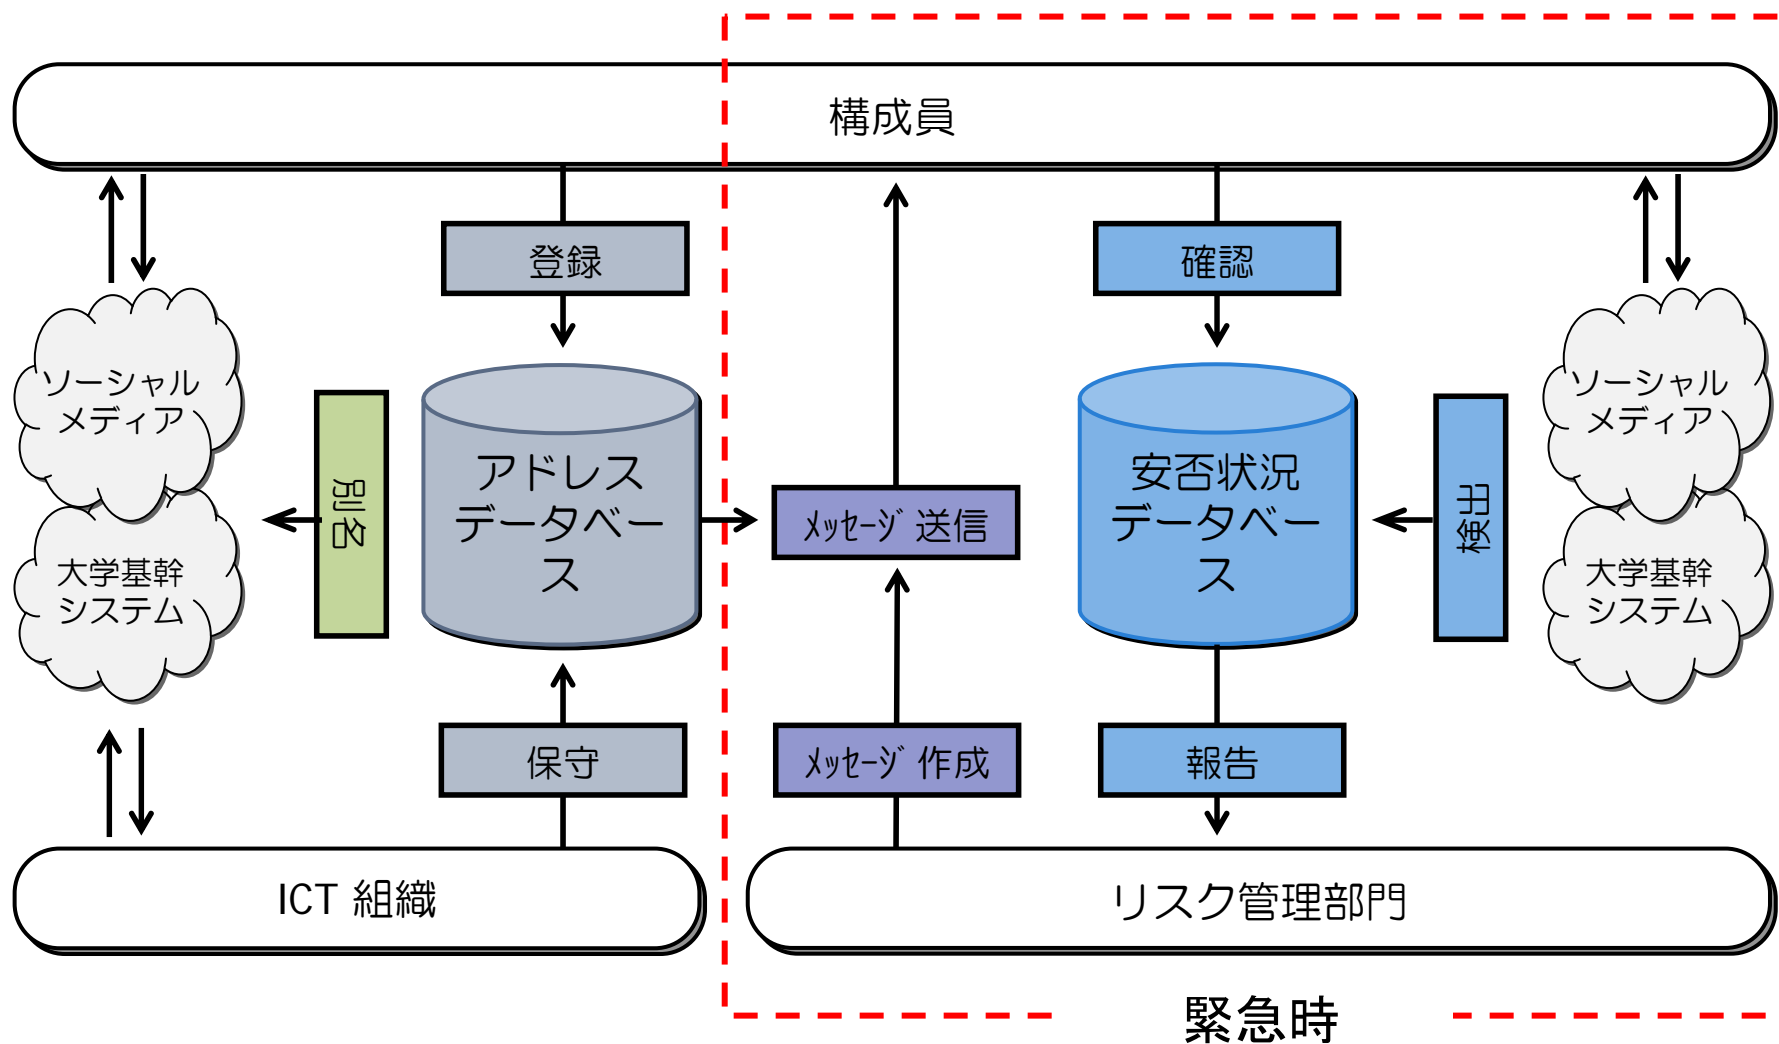 構成員
登録
確認
ソーシャル
メディア
大学基幹
システム
別名
アドレス
データベー
ス
ﾒｯｾｰｼﾞ 送信
安否状況
データベー
ス
検出
ソーシャル
メディア
大学基幹
システム
保守
ﾒｯｾｰｼﾞ 作成
報告
ICT 組織
リスク管理部門
緊急時